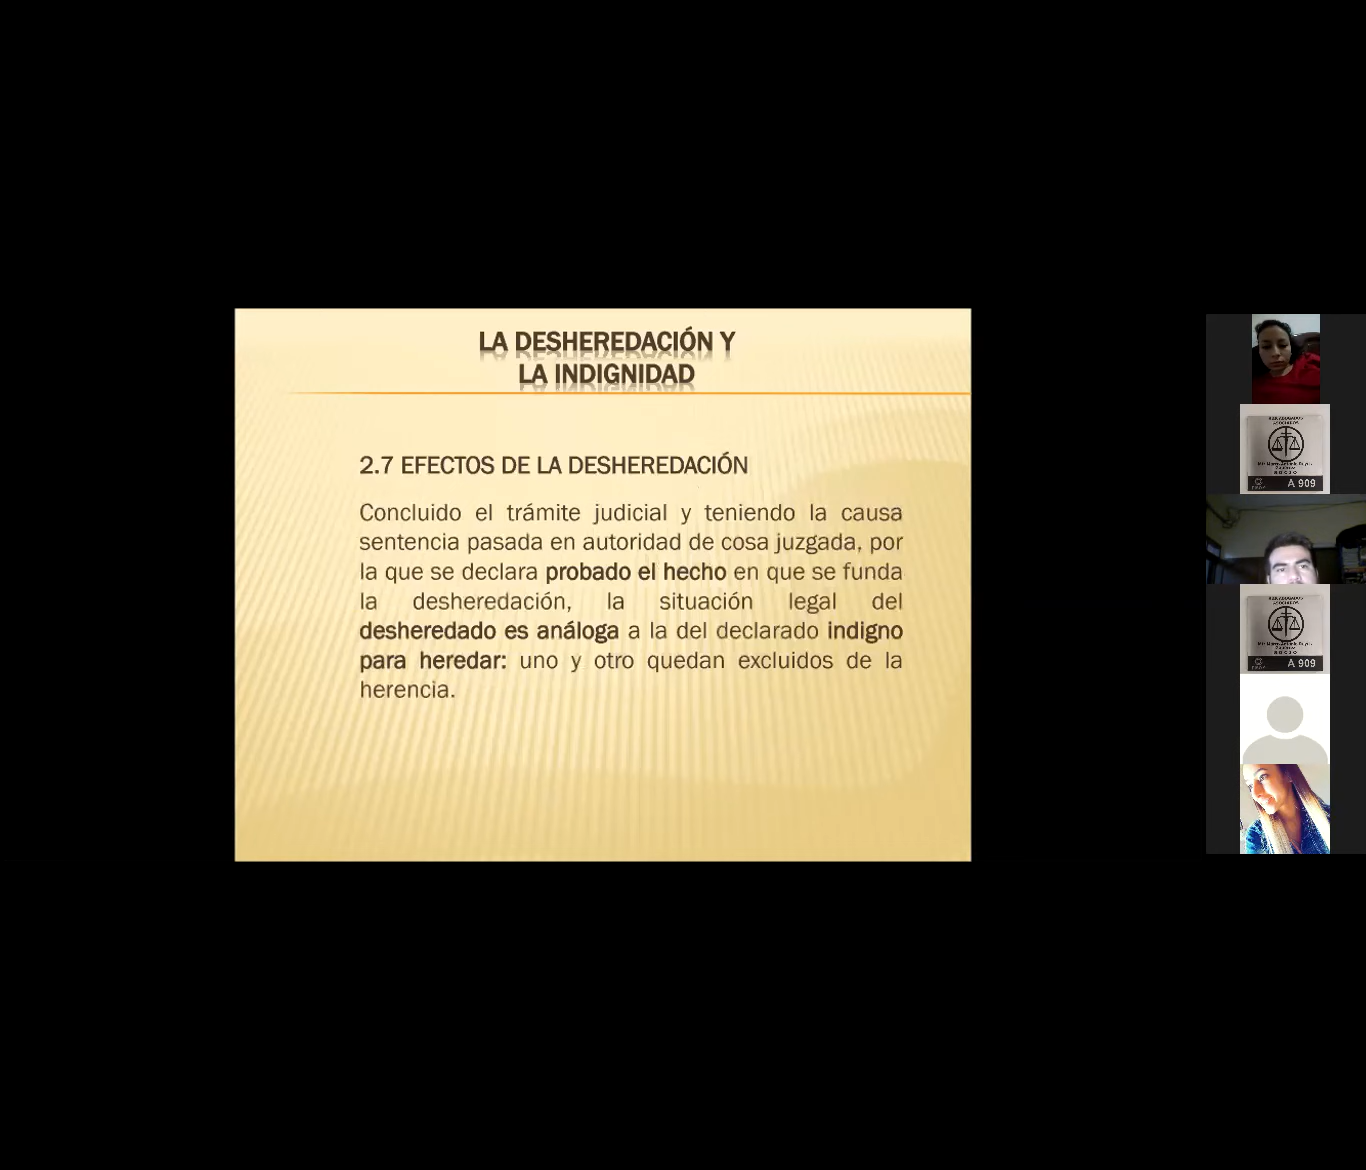 LA DESHEREDACIÓN Y
LA INDIGNIDAD
2.7 EFECTOS DE LA DESHEREDACIÓN
Concluido el trámite judicial y teniendo la causa
sentencia pasada en autoridad de cosa juzgada, por
la que se declara probado el hecho en que se funda
la desheredación, la situación legal del
desheredado es análoga a la del declarado indigno
para heredar: uno y otro quedan excluidos de la
herencia.
ASOCIADOS
A 909
ASOCIADOS
A 909